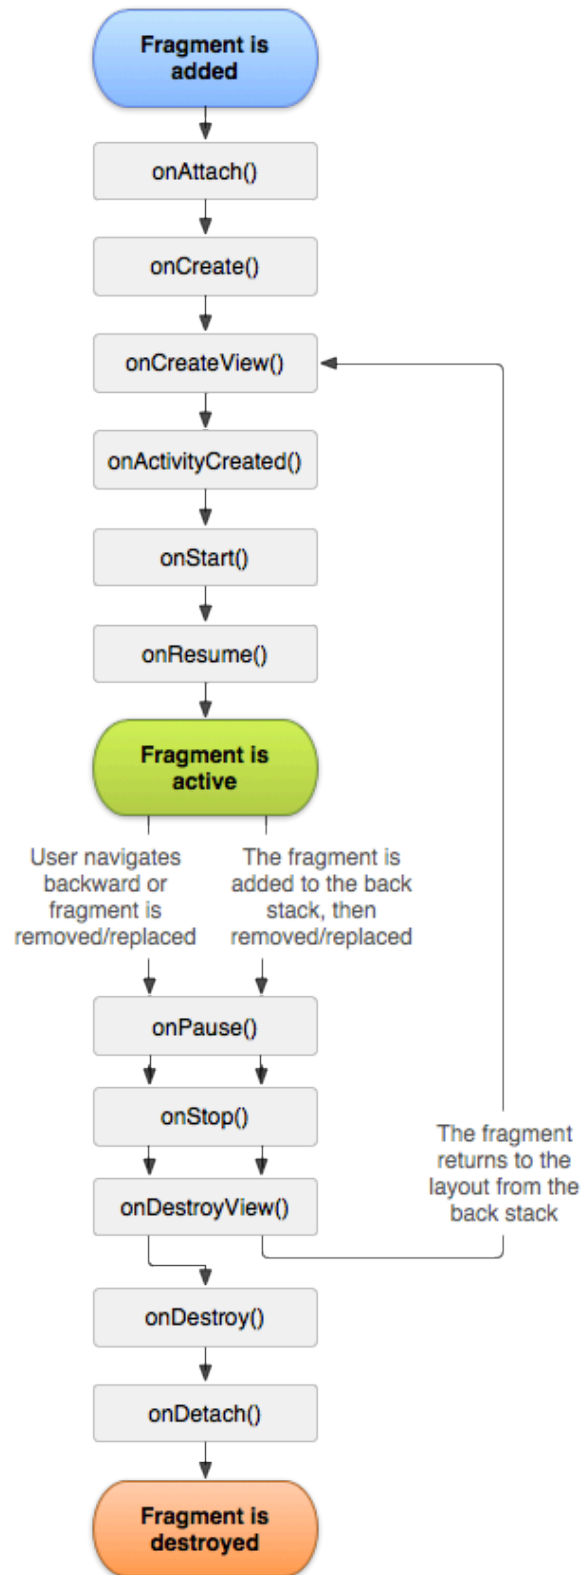 Fragment is
added
onAttach()
onCreate()
onCreateView()
onActivityCreated()
onStart()
onResume()
Fragment is
active
User navigates
backward or
fragment is
removed/replaced
The fragment is
added to the back
stack, then
removed/replaced
onPause()
onStop()
The fragment
returns to the
layout from the
back stack
onDestroyView()
onDestroy()
onDetach()
Fragment is
destroyed